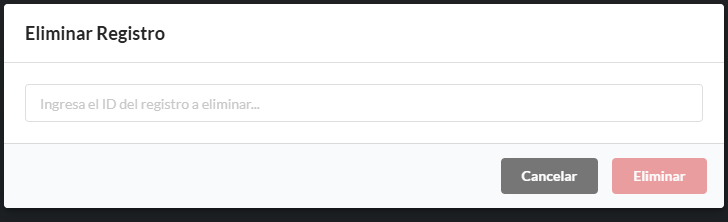 Eliminar Registro
Ingresa el ID del registro a eliminar...
Cancelar
Eliminar